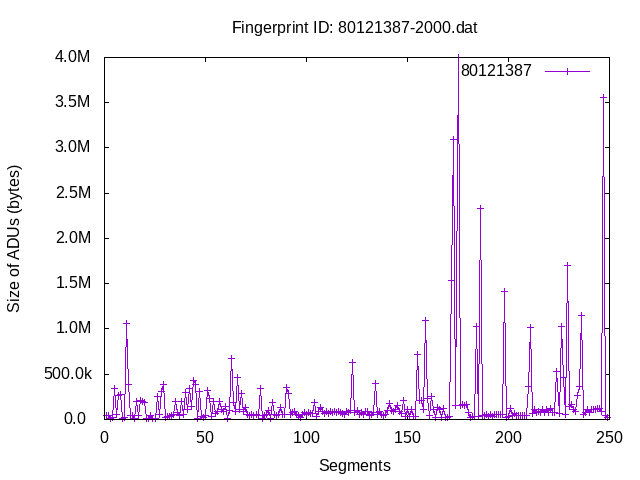 Fingerprint ID: 80121387-2000.dat
80121387
4.0M
3.5M
3.0M
2.5M
2.0M
1.5M
1.0M
500.0k
0.0
Size of ADUs (bytes)
0 50 100 150 200 250
Segments